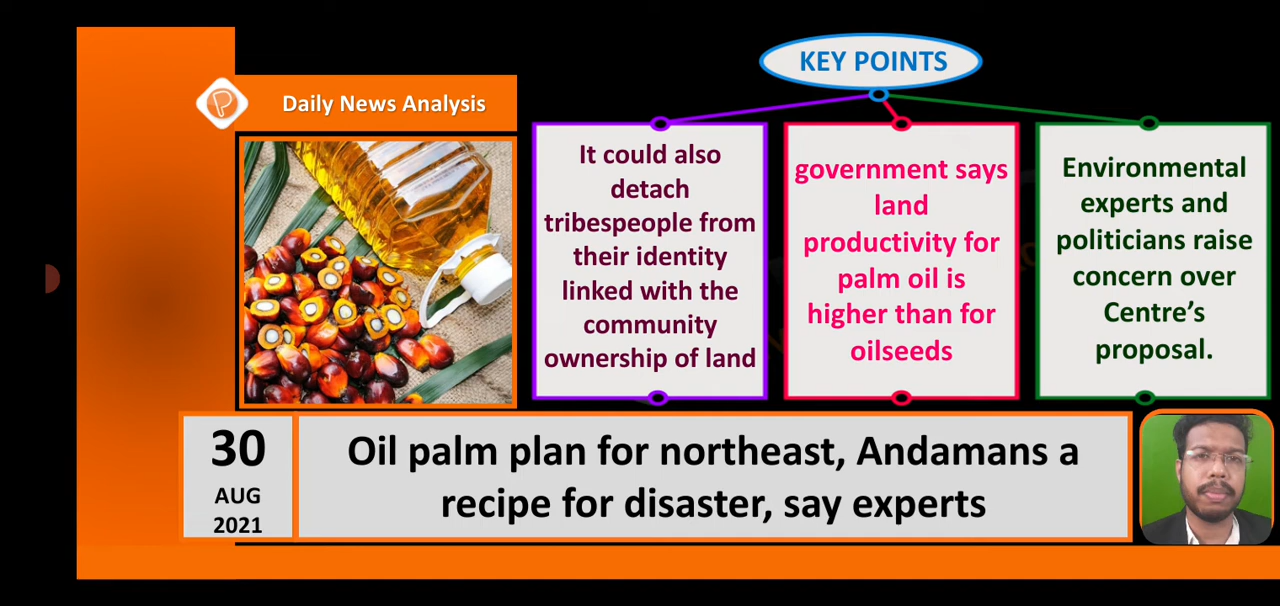 KEY POINTS
Daily News Analysis
It could also
detach
tribespeople from
their identity
linked with the
community
ownership of land
government says
land
productivity for
palm oil is
higher than for
oilseeds
Environmental
experts and
politicians raise
concern over
Centre's
proposal.
30
AUG
2021
Oil palm plan for northeast, Andamans a
recipe for disaster, say experts